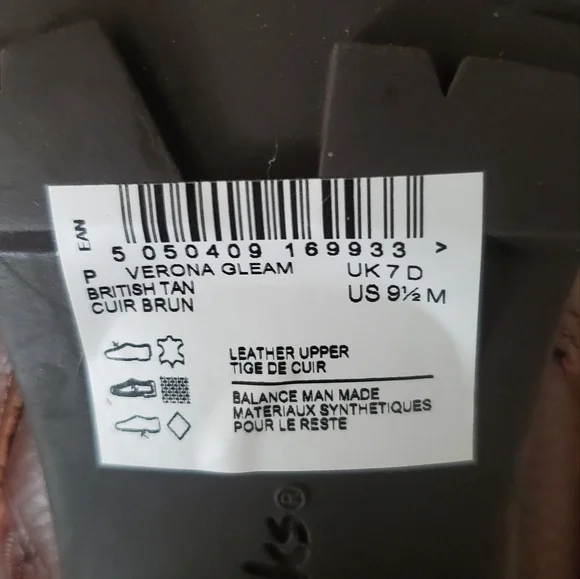 EAN
5 050409 169933 >
P VERONA GLEAM UK 7 D
BRITISH TAN US 9½ M
CUIR BRUN
LEATHER UPPER
TIGE DE CUIR
BALANCE MAN MADE
MATERIAUX SYNTHETIQUES
POUR LE RESTE
ks®